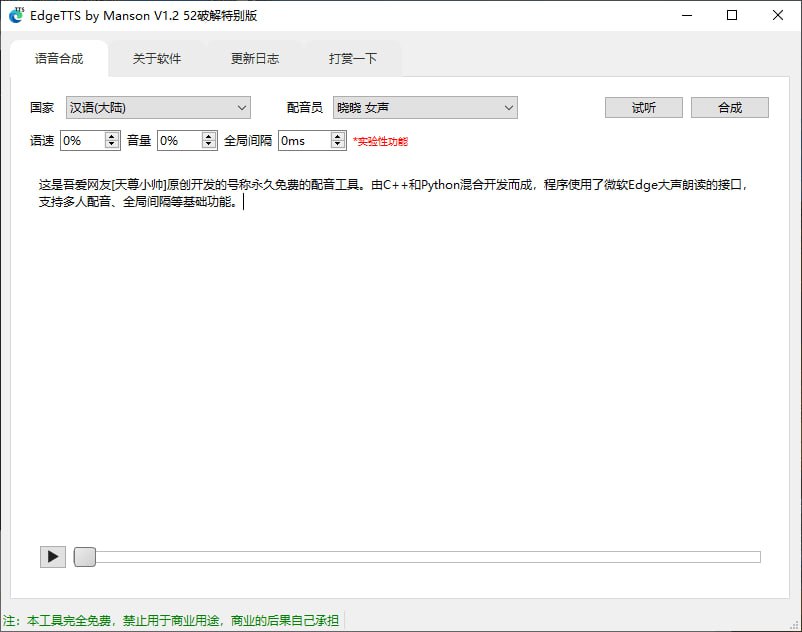 EdgeTTS by Manson V1.2 52破解特别版
语音合成 关于软件 更新日志 打赏一下
国家 汉语(大陆) 配音员 晓晓 女声 试听 合成
语速 0% 音量 0% 全局间隔 0ms *实验性功能
这是吾爱网友[天尊小帅]原创开发的号称永久免费的配音工具。由C++和Python混合开发而成，程序使用了微软Edge大声朗读的接口，
支持多人配音、全局间隔等基础功能。
注：本工具完全免费，禁止用于商业用途，商业的后果自己承担